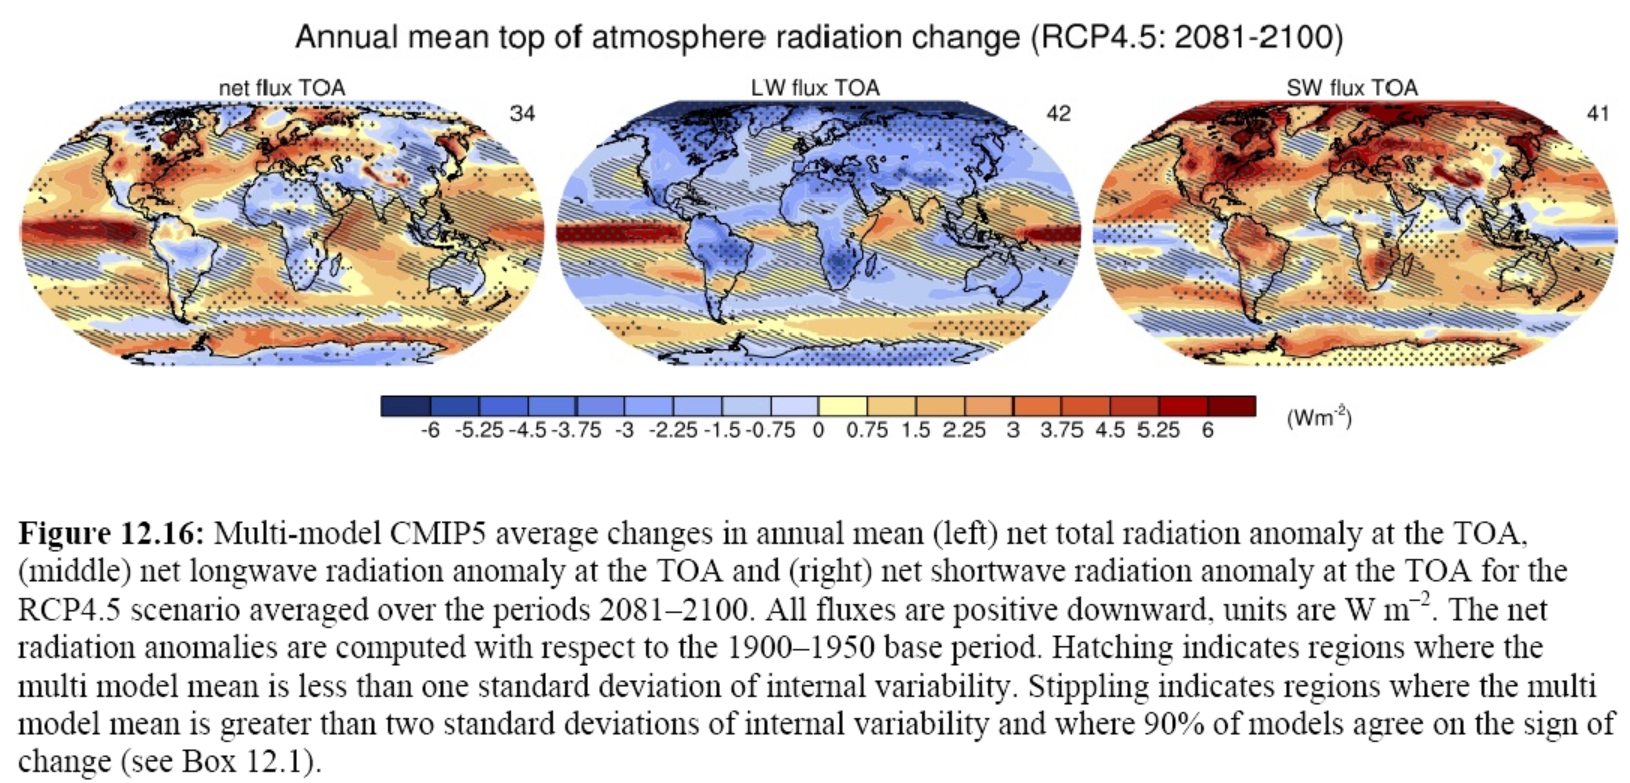 Annual mean top of atmosphere radiation change (RCP4.5: 2081-2100)
net flux TOA
34
LW flux TOA
42
SW flux TOA
41
-6 -5.25 -4.5 -3.75 -3 -2.25 -1.5 -0.75 0 0.75 1.5 2.25 3 3.75 4.5 5.25 6
(Wm⁻²)
Figure 12.16: Multi-model CMIP5 average changes in annual mean (left) net total radiation anomaly at the TOA,
(middle) net longwave radiation anomaly at the TOA and (right) net shortwave radiation anomaly at the TOA for the
RCP4.5 scenario averaged over the periods 2081–2100. All fluxes are positive downward, units are W m⁻². The net
radiation anomalies are computed with respect to the 1900–1950 base period. Hatching indicates regions where the
multi model mean is less than one standard deviation of internal variability. Stippling indicates regions where the multi
model mean is greater than two standard deviations of internal variability and where 90% of models agree on the sign of
change (see Box 12.1).